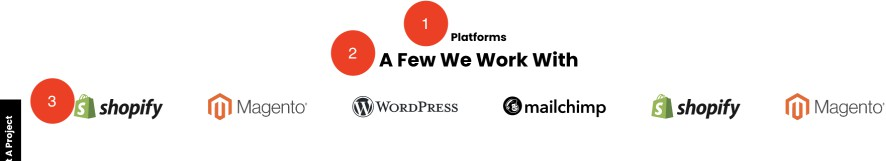 1
Platforms
2
A Few We Work With
3
shopify
Magento
WordPress
mailchimp
shopify
Magento
t A Project